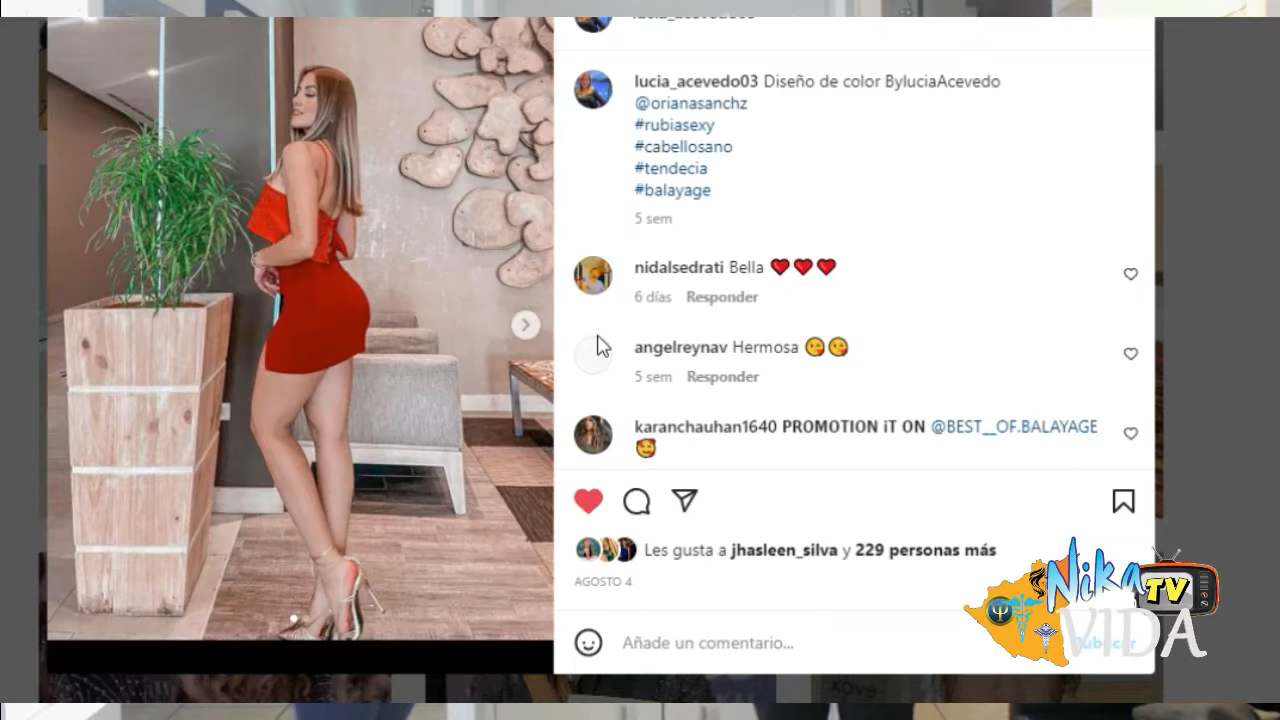 lucia_acevedo03 Diseño de color ByluciaAcevedo
@orianasanchz
#rubiasexy
#cabellosano
#tendecia
#balayage
5 sem
nidalsedrati Bella ❤️❤️❤️
6 días Responder
angelreynav Hermosa 😘😘
5 sem Responder
karanchauhan1640 PROMOTION iT ON @BEST__OF.BALAYAGE
🥰
Les gusta a jhasleen_silva y 229 personas más
AGOSTO 4
Añade un comentario...
Nika TV
VIDA